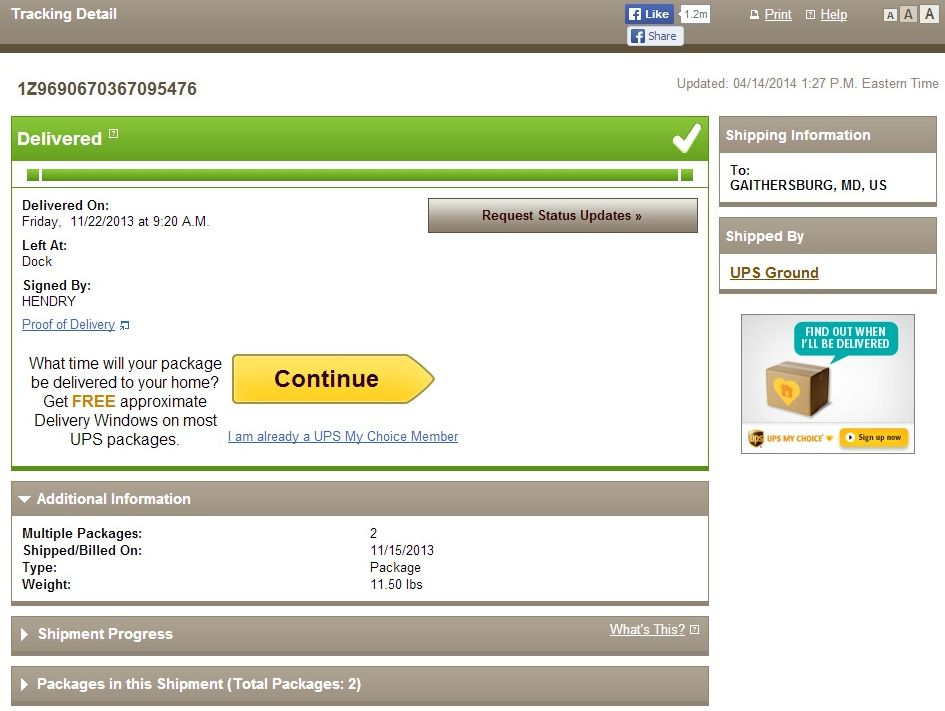 Tracking Detail
Like 1.2m
Share
Print Help A A A
1Z9690670367095476
Updated: 04/14/2014 1:27 P.M. Eastern Time
Delivered ?
Delivered On:
Friday, 11/22/2013 at 9:20 A.M.
Request Status Updates »
Left At:
Dock
Signed By:
HENDRY
Proof of Delivery
What time will your package
be delivered to your home?
Get FREE approximate
Delivery Windows on most
UPS packages.
Continue
I am already a UPS My Choice Member
Shipping Information
To:
GAITHERSBURG, MD, US
Shipped By
UPS Ground
FIND OUT WHEN
I'LL BE DELIVERED
UPS UPS MY CHOICE Sign up now
Additional Information
Multiple Packages: 2
Shipped/Billed On: 11/15/2013
Type: Package
Weight: 11.50 lbs
Shipment Progress What's This? ?
Packages in this Shipment (Total Packages: 2)